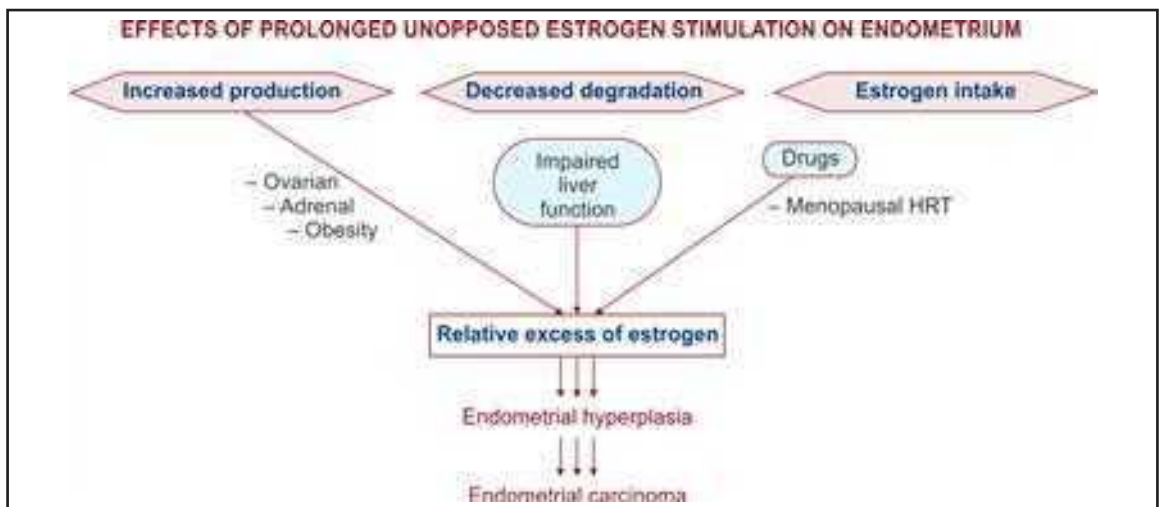 EFFECTS OF PROLONGED UNOPPOSED ESTROGEN STIMULATION ON ENDOMETRIUM
Increased production
Decreased degradation
Estrogen intake
Impaired
liver
function
Drugs
– Ovarian
– Adrenal
– Obesity
– Menopausal HRT
Relative excess of estrogen
Endometrial hyperplasia
Endometrial carcinoma